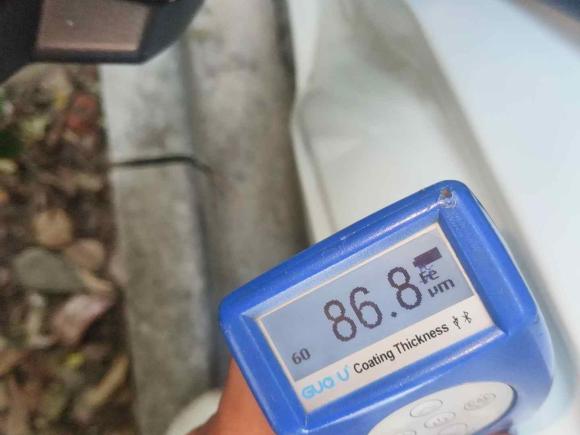 Fe
86.8 μm
60
GUO U Coating Thickness